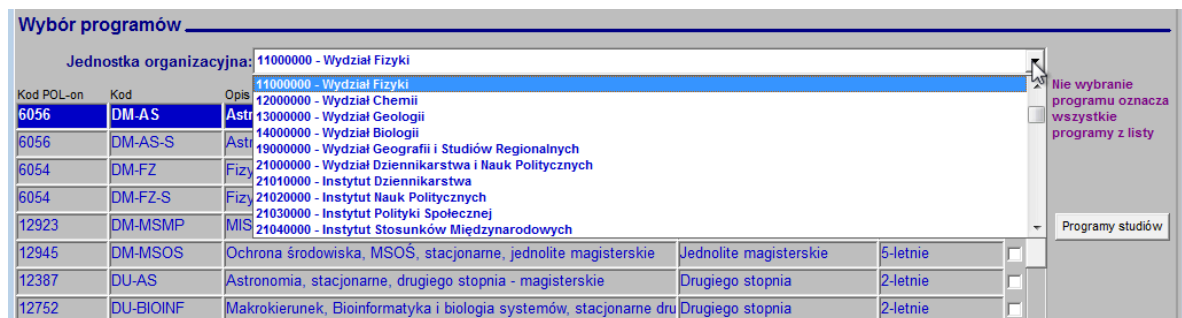 Wybór programów
Jednostka organizacyjna: 11000000 - Wydział Fizyki
Kod POL-on Kod Opis
11000000 - Wydział Fizyki
12000000 - Wydział Chemii
13000000 - Wydział Geologii
14000000 - Wydział Biologii
19000000 - Wydział Geografii i Studiów Regionalnych
21000000 - Wydział Dziennikarstwa i Nauk Politycznych
21010000 - Instytut Dziennikarstwa
21020000 - Instytut Nauk Politycznych
21030000 - Instytut Polityki Społecznej
21040000 - Instytut Stosunków Międzynarodowych
Nie wybranie
programu oznacza
wszystkie
programy z listy
6056 DM-AS Astr
6056 DM-AS-S Astr
6054 DM-FZ Fizy
6054 DM-FZ-S Fizy
12923 DM-MSMP MIS
Programy studiów
12945 DM-MSOS Ochrona środowiska, MSOŚ, stacjonarne, jednolite magisterskie Jednolite magisterskie 5-letnie
12387 DU-AS Astronomia, stacjonarne, drugiego stopnia - magisterskie Drugiego stopnia 2-letnie
12752 DU-BIOINF Makrokierunek, Bioinformatyka i biologia systemów, stacjonarne dru Drugiego stopnia 2-letnie